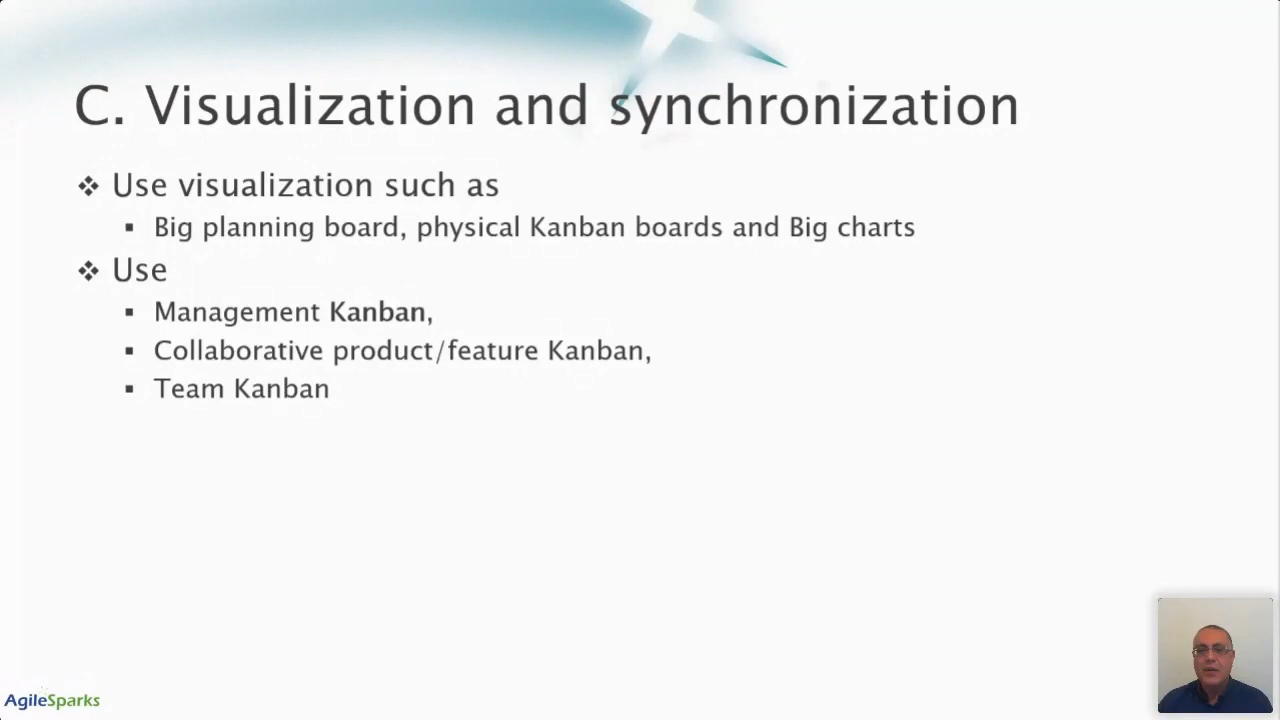 C. Visualization and synchronization
❖ Use visualization such as
▪ Big planning board, physical Kanban boards and Big charts
❖ Use
▪ Management Kanban,
▪ Collaborative product/feature Kanban,
▪ Team Kanban
AgileSparks